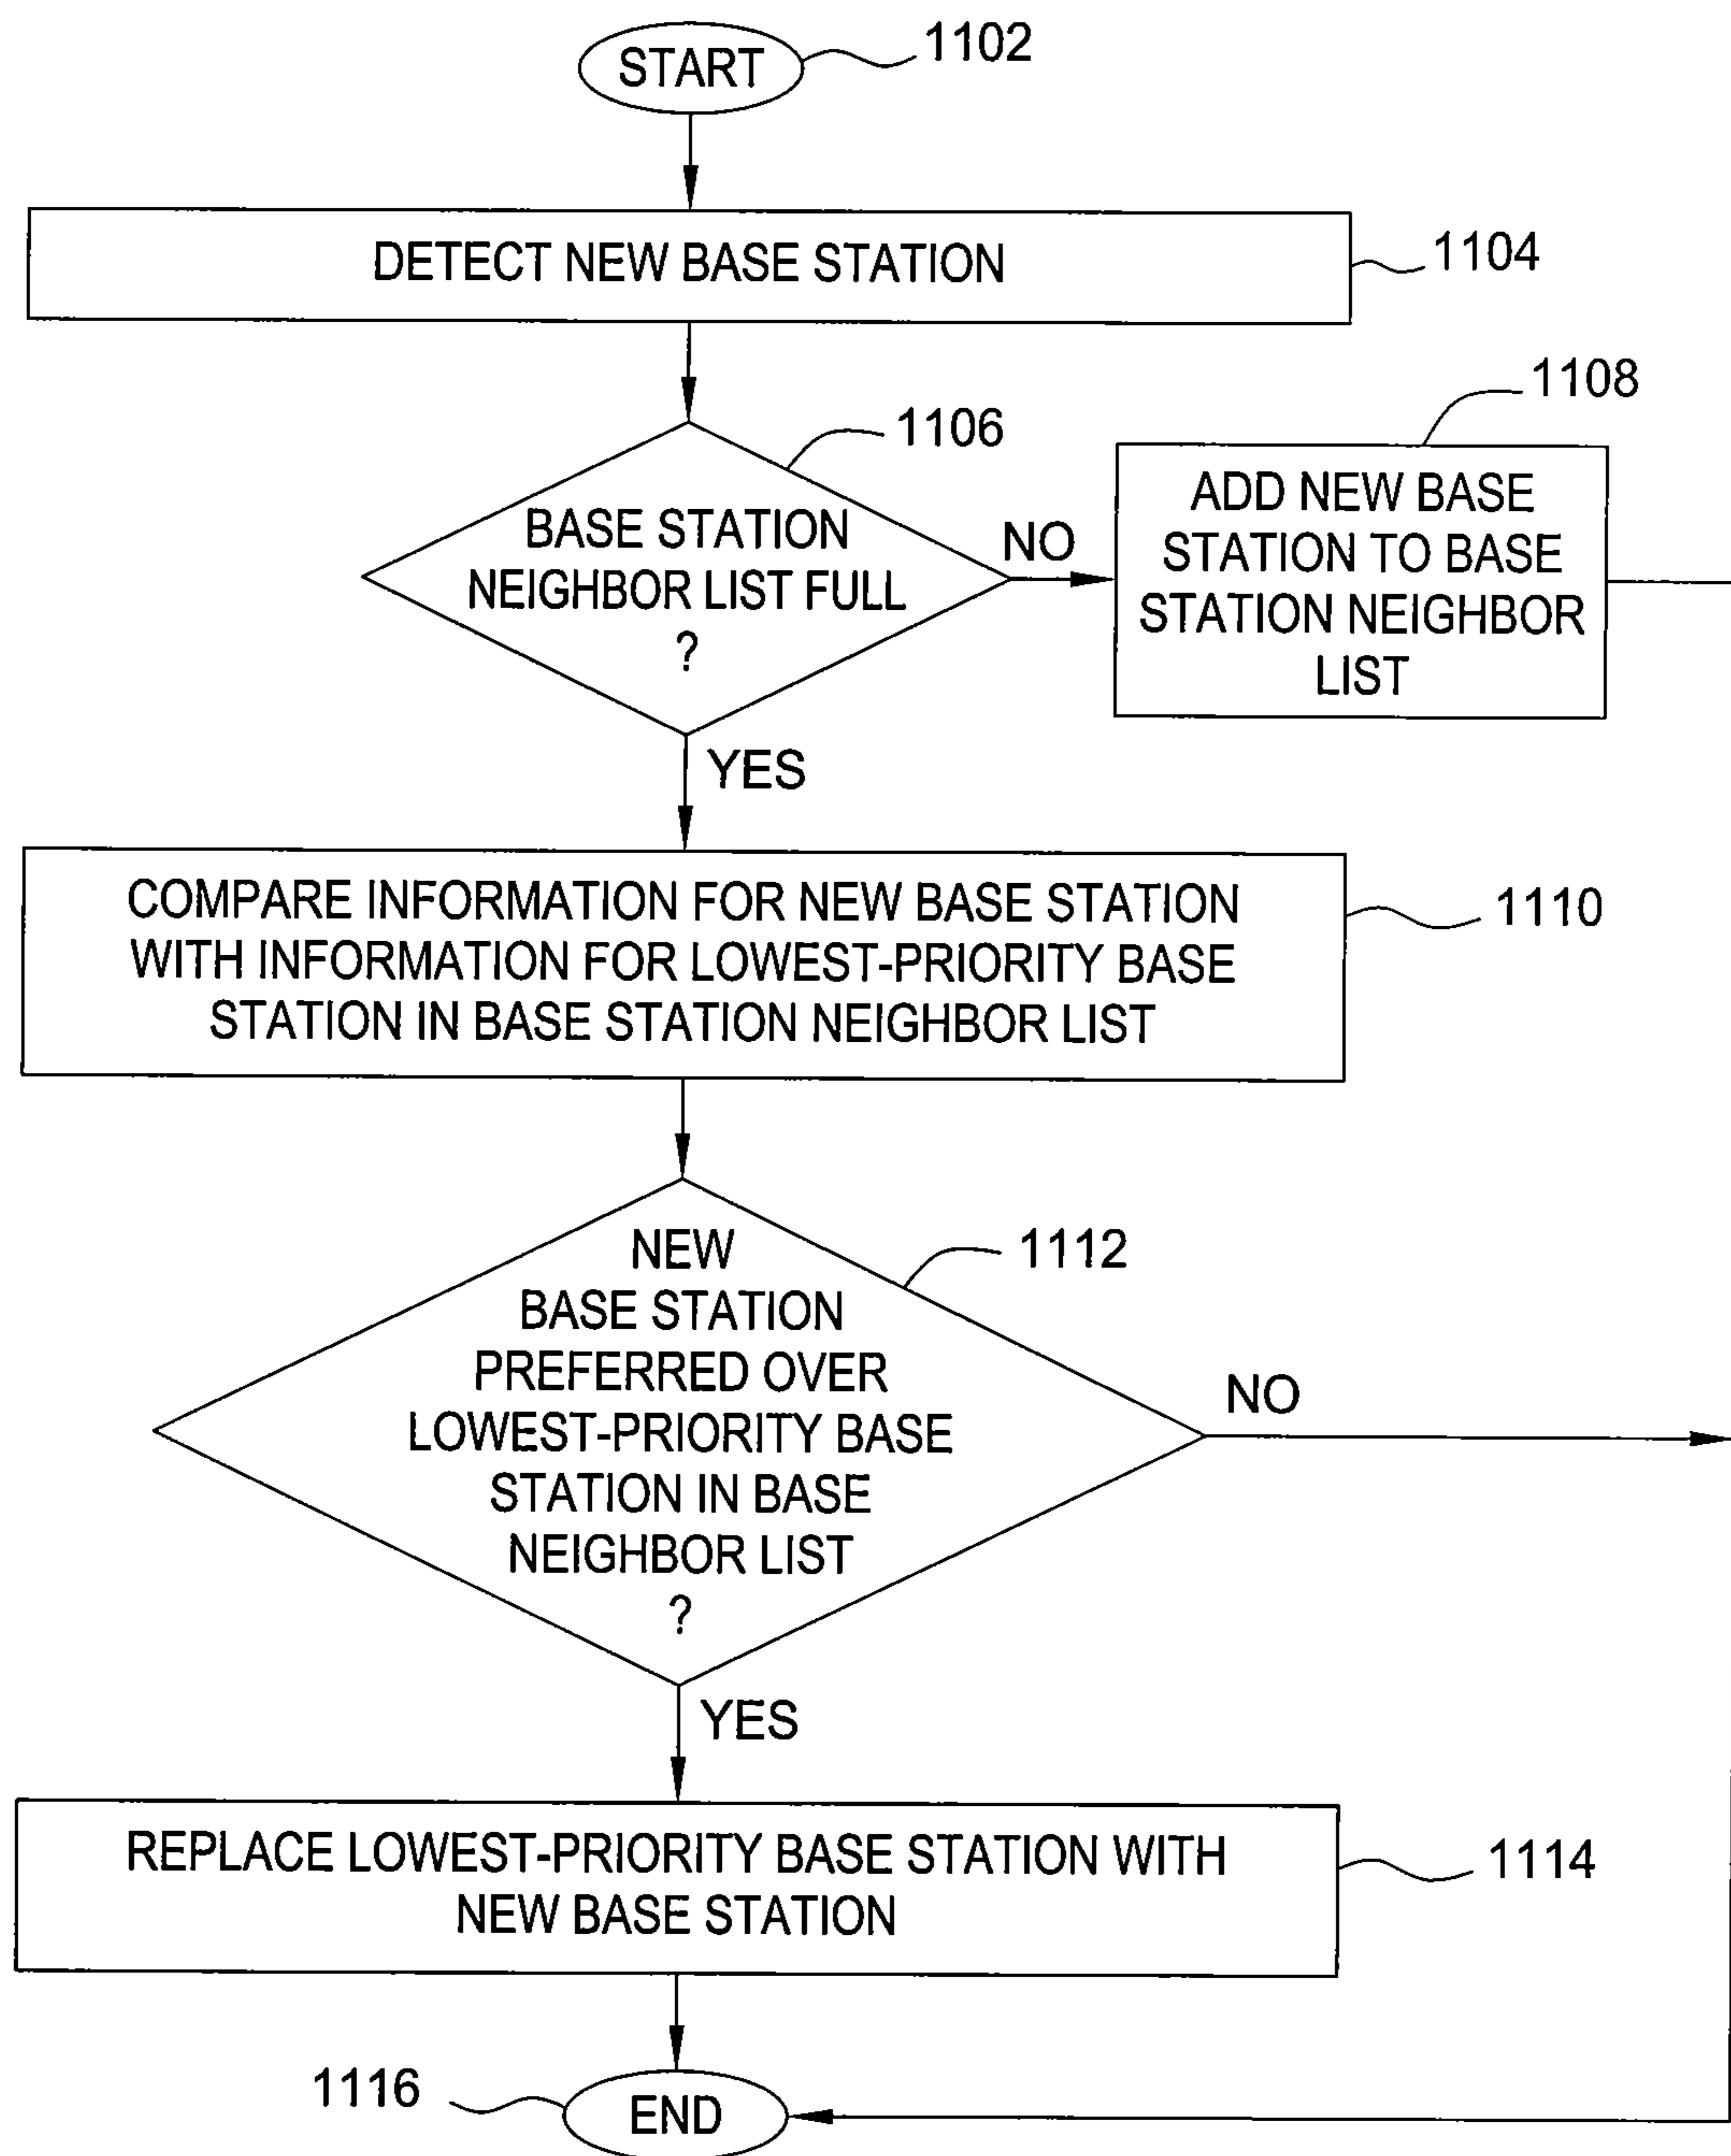 START
1102
DETECT NEW BASE STATION
1104
1108
1106
BASE STATION
NEIGHBOR LIST FULL
?
NO
ADD NEW BASE
STATION TO BASE
STATION NEIGHBOR
LIST
YES
COMPARE INFORMATION FOR NEW BASE STATION
WITH INFORMATION FOR LOWEST-PRIORITY BASE
STATION IN BASE STATION NEIGHBOR LIST
1110
NEW
BASE STATION
PREFERRED OVER
LOWEST-PRIORITY BASE
STATION IN BASE
NEIGHBOR LIST
?
1112
NO
YES
REPLACE LOWEST-PRIORITY BASE STATION WITH
NEW BASE STATION
1114
1116
END